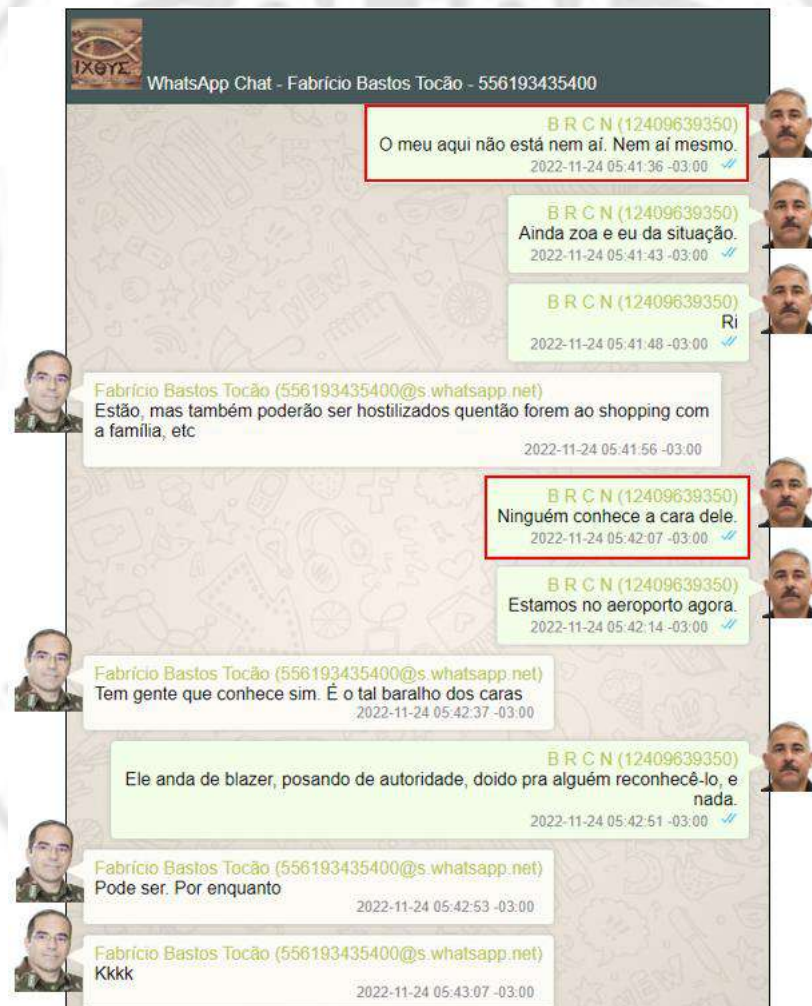 ΙΧΘΥΣ
WhatsApp Chat - Fabrício Bastos Tocão - 556193435400
B R C N (12409639350)
O meu aqui não está nem aí. Nem aí mesmo.
2022-11-24 05:41:36 -03:00
B R C N (12409639350)
Ainda zoa e eu da situação.
2022-11-24 05:41:43 -03:00
B R C N (12409639350)
Ri
2022-11-24 05:41:48 -03:00
Fabrício Bastos Tocão (556193435400@s.whatsapp.net)
Estão, mas também poderão ser hostilizados quentão forem ao shopping com
a família, etc
2022-11-24 05:41:56 -03:00
B R C N (12409639350)
Ninguém conhece a cara dele.
2022-11-24 05:42:07 -03:00
B R C N (12409639350)
Estamos no aeroporto agora.
2022-11-24 05:42:14 -03:00
Fabrício Bastos Tocão (556193435400@s.whatsapp.net)
Tem gente que conhece sim. É o tal baralho dos caras
2022-11-24 05:42:37 -03:00
B R C N (12409639350)
Ele anda de blazer, posando de autoridade, doido pra alguém reconhecê-lo, e
nada.
2022-11-24 05:42:51 -03:00
Fabrício Bastos Tocão (556193435400@s.whatsapp.net)
Pode ser. Por enquanto
2022-11-24 05:42:53 -03:00
Fabrício Bastos Tocão (556193435400@s.whatsapp.net)
Kkkk
2022-11-24 05:43:07 -03:00